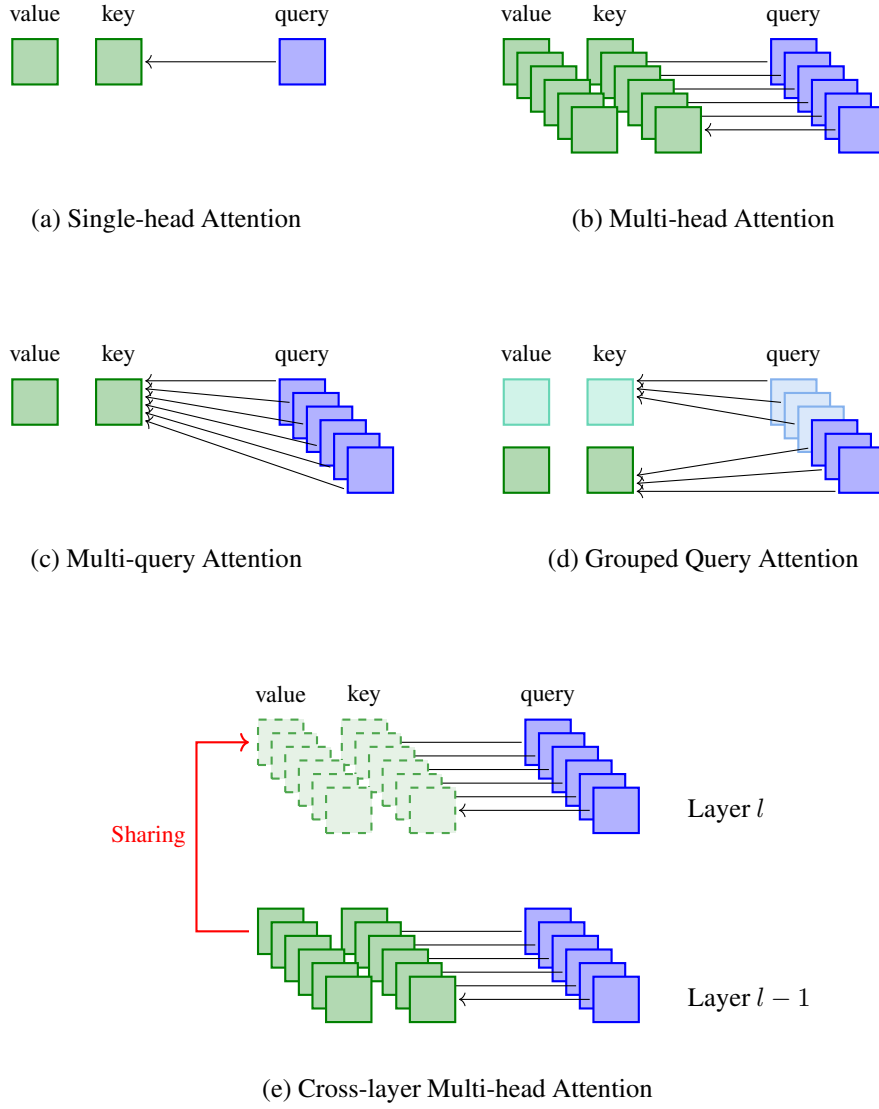 value key query
value key query
(a) Single-head Attention
(b) Multi-head Attention
value key query
value key query
(c) Multi-query Attention
(d) Grouped Query Attention
value key query
Layer l
Sharing
Layer l − 1
(e) Cross-layer Multi-head Attention